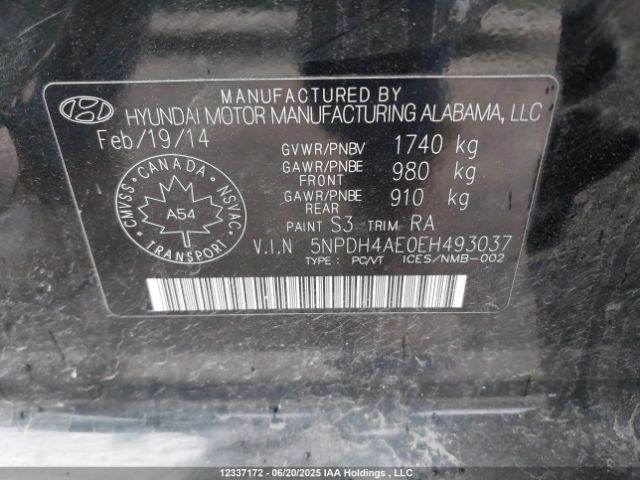 MANUFACTURED BY
HYUNDAI MOTOR MANUFACTURING ALABAMA, LLC
Feb/19/14
GVWR/PNBV 1740 kg
GAWR/PNBE FRONT 980 kg
GAWR/PNBE REAR 910 kg
PAINT S3 TRIM RA
V.I.N 5NPDH4AE0EH493037
TYPE : PC/VT ICES/NMB-002
CANADA
CMVSS
NSVAC
A54
TRANSPORT
12337172 - 06/20/2025 IAA Holdings , LLC